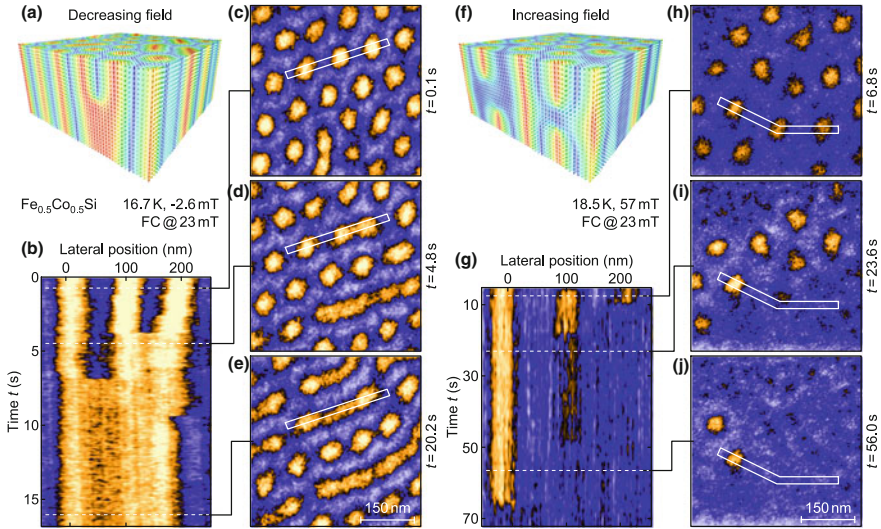 (a) Decreasing field
Fe0.5Co0.5Si 16.7 K, -2.6 mT
FC @ 23 mT
(b) Lateral position (nm)
0 100 200
0
5
10
15
Time t (s)
(c)
t = 0.1 s
(d)
t = 4.8 s
(e)
t = 20.2 s
150 nm
(f) Increasing field
18.5 K, 57 mT
FC @ 23 mT
(g) Lateral position (nm)
0 100 200
10
30
50
70
Time t (s)
(h)
t = 6.8 s
(i)
t = 23.6 s
(j)
t = 56.0 s
150 nm